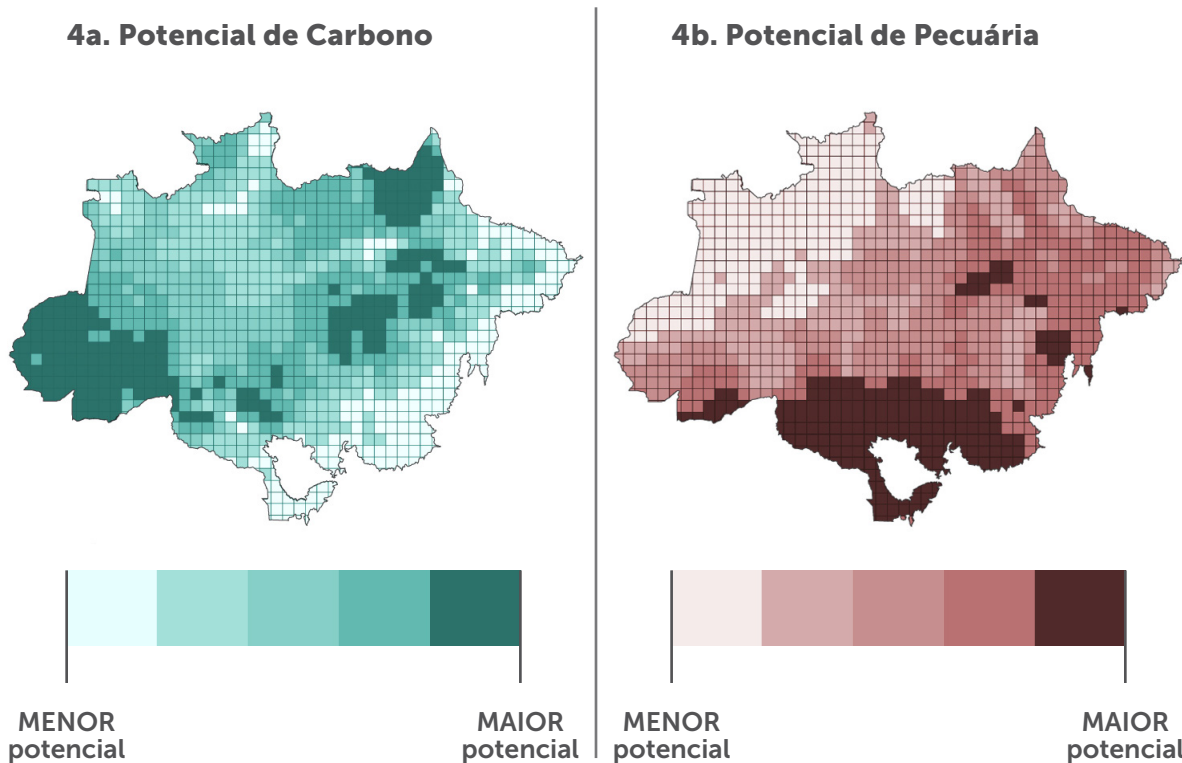 4a. Potencial de Carbono
4b. Potencial de Pecuária
MENOR
potencial
MAIOR
potencial
MENOR
potencial
MAIOR
potencial